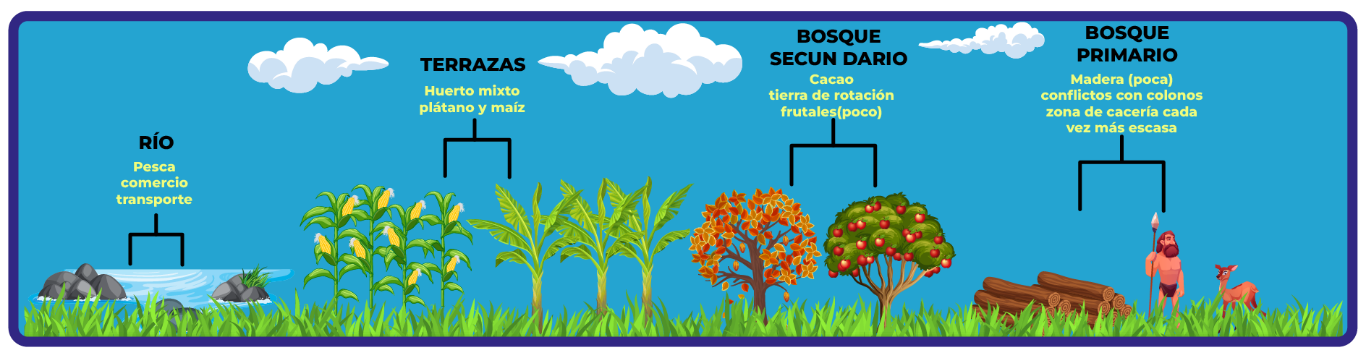 RÍO
Pesca
comercio
transporte
TERRAZAS
Huerto mixto
plátano y maíz
BOSQUE
SECUN DARIO
Cacao
tierra de rotación
frutales(poco)
BOSQUE
PRIMARIO
Madera (poca)
conflictos con colonos
zona de cacería cada
vez más escasa